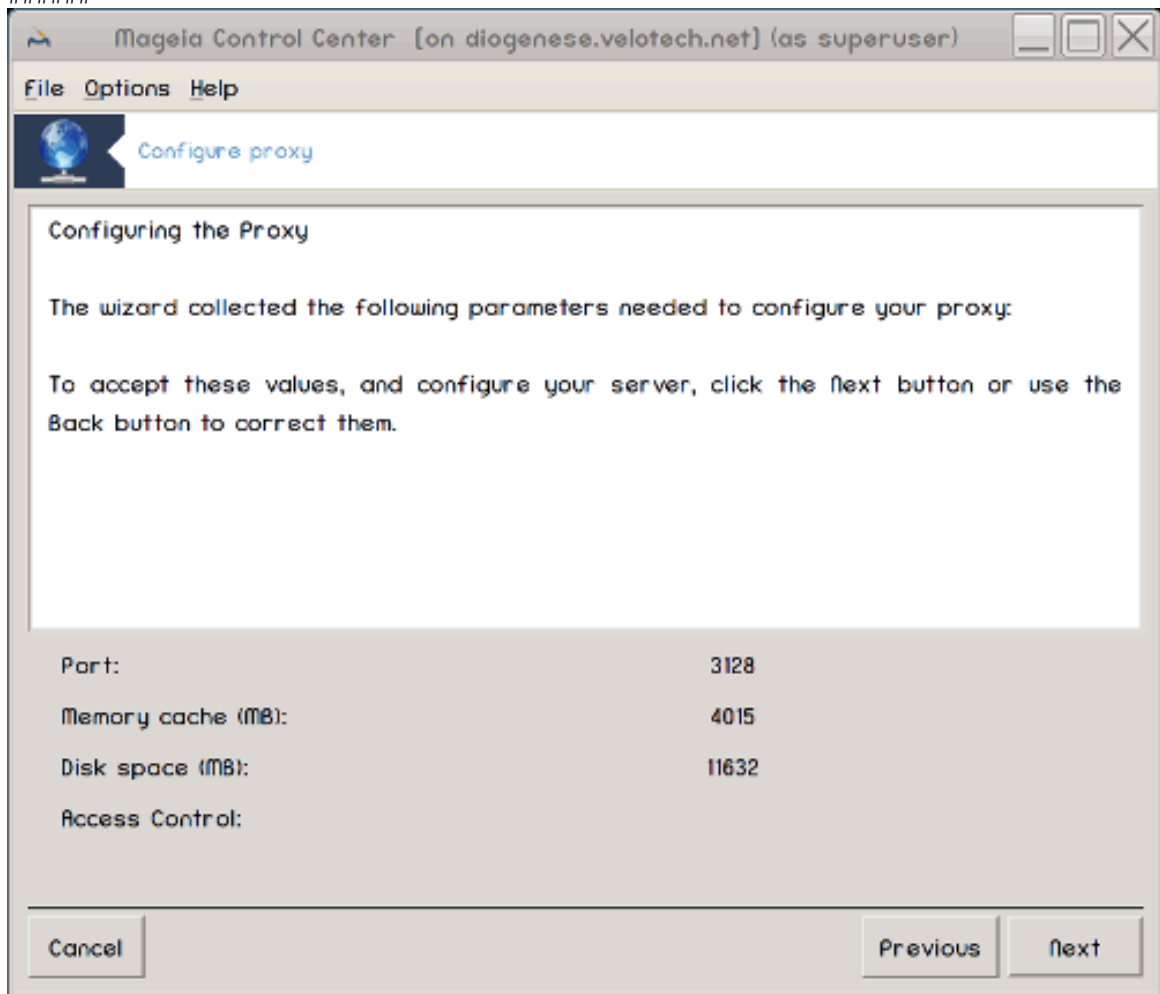 Mageia Control Center [on diogenese.velotech.net] (as superuser)
File Options Help
Configure proxy
Configuring the Proxy
The wizard collected the following parameters needed to configure your proxy:
To accept these values, and configure your server, click the Next button or use the
Back button to correct them.
Port: 3128
Memory cache (MB): 4015
Disk space (MB): 11632
Access Control:
Cancel Previous Next